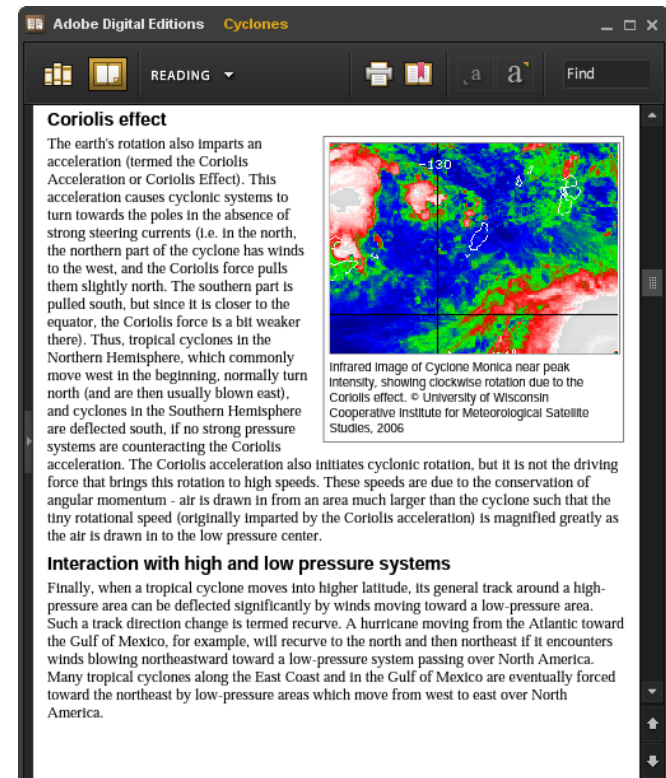 Adobe Digital Editions Cyclones
READING
a a
Find
Coriolis effect
The earth's rotation also imparts an
acceleration (termed the Coriolis
Acceleration or Coriolis Effect). This
acceleration causes cyclonic systems to
turn towards the poles in the absence of
strong steering currents (i.e. in the north,
the northern part of the cyclone has winds
to the west, and the Coriolis force pulls
them slightly north. The southern part is
pulled south, but since it is closer to the
equator, the Coriolis force is a bit weaker
there). Thus, tropical cyclones in the
Northern Hemisphere, which commonly
move west in the beginning, normally turn
north (and are then usually blown east),
and cyclones in the Southern Hemisphere
are deflected south, if no strong pressure
systems are counteracting the Coriolis
-130
Infrared image of Cyclone Monica near peak
intensity, showing clockwise rotation due to the
Coriolis effect. © University of Wisconsin
Cooperative Institute for Meteorological Satellite
Studies, 2006
acceleration. The Coriolis acceleration also initiates cyclonic rotation, but it is not the driving
force that brings this rotation to high speeds. These speeds are due to the conservation of
angular momentum - air is drawn in from an area much larger than the cyclone such that the
tiny rotational speed (originally imparted by the Coriolis acceleration) is magnified greatly as
the air is drawn in to the low pressure center.
Interaction with high and low pressure systems
Finally, when a tropical cyclone moves into higher latitude, its general track around a high-
pressure area can be deflected significantly by winds moving toward a low-pressure area.
Such a track direction change is termed recurve. A hurricane moving from the Atlantic toward
the Gulf of Mexico, for example, will recurve to the north and then northeast if it encounters
winds blowing northeastward toward a low-pressure system passing over North America.
Many tropical cyclones along the East Coast and in the Gulf of Mexico are eventually forced
toward the northeast by low-pressure areas which move from west to east over North
America.